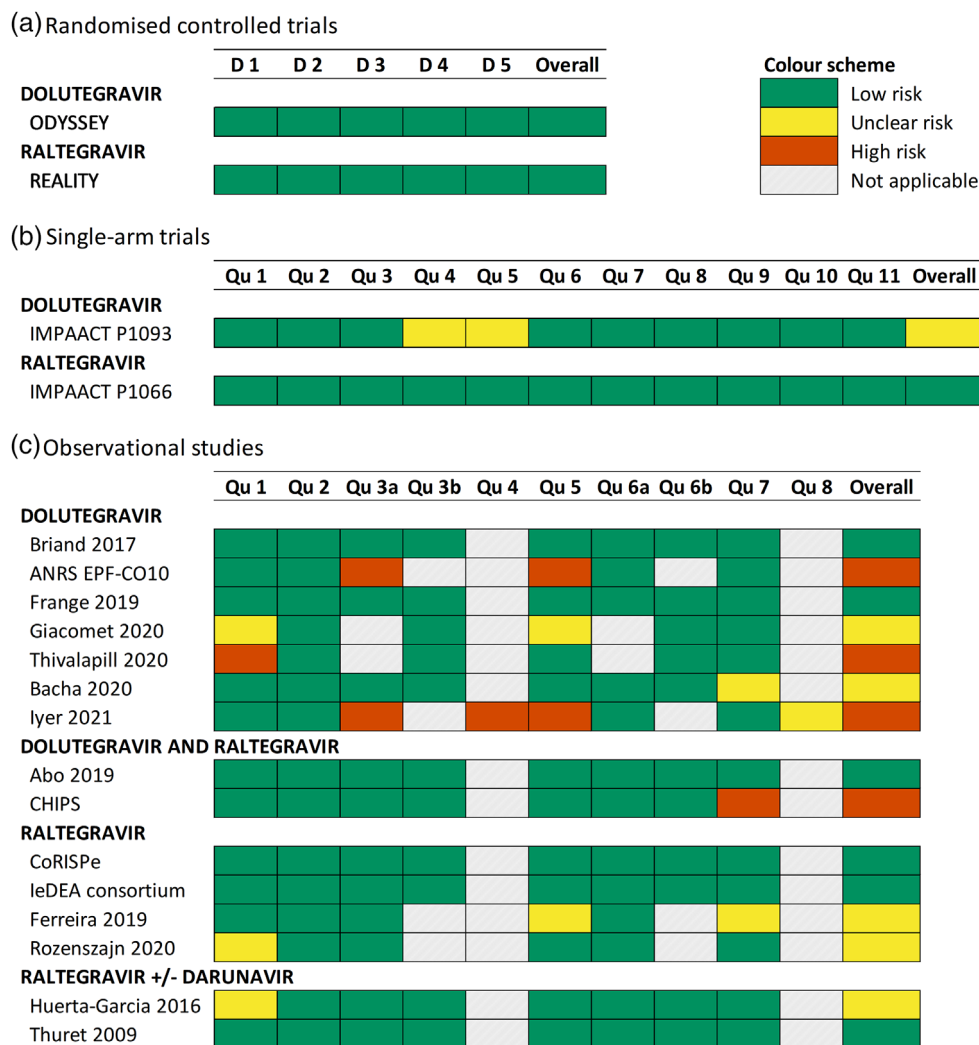 (a) Randomised controlled trials
D 1 D 2 D 3 D 4 D 5 Overall
Colour scheme
DOLUTEGRAVIR
Low risk
ODYSSEY
Unclear risk
RALTEGRAVIR
High risk
REALITY
Not applicable
(b) Single-arm trials
Qu 1 Qu 2 Qu 3 Qu 4 Qu 5 Qu 6 Qu 7 Qu 8 Qu 9 Qu 10 Qu 11 Overall
DOLUTEGRAVIR
IMPAACT P1093
RALTEGRAVIR
IMPAACT P1066
(c) Observational studies
Qu 1 Qu 2 Qu 3a Qu 3b Qu 4 Qu 5 Qu 6a Qu 6b Qu 7 Qu 8 Overall
DOLUTEGRAVIR
Briand 2017
ANRS EPF-CO10
Frange 2019
Giacomet 2020
Thivalapill 2020
Bacha 2020
Iyer 2021
DOLUTEGRAVIR AND RALTEGRAVIR
Abo 2019
CHIPS
RALTEGRAVIR
CoRISPe
IeDEA consortium
Ferreira 2019
Rozenszajn 2020
RALTEGRAVIR +/- DARUNAVIR
Huerta-Garcia 2016
Thuret 2009